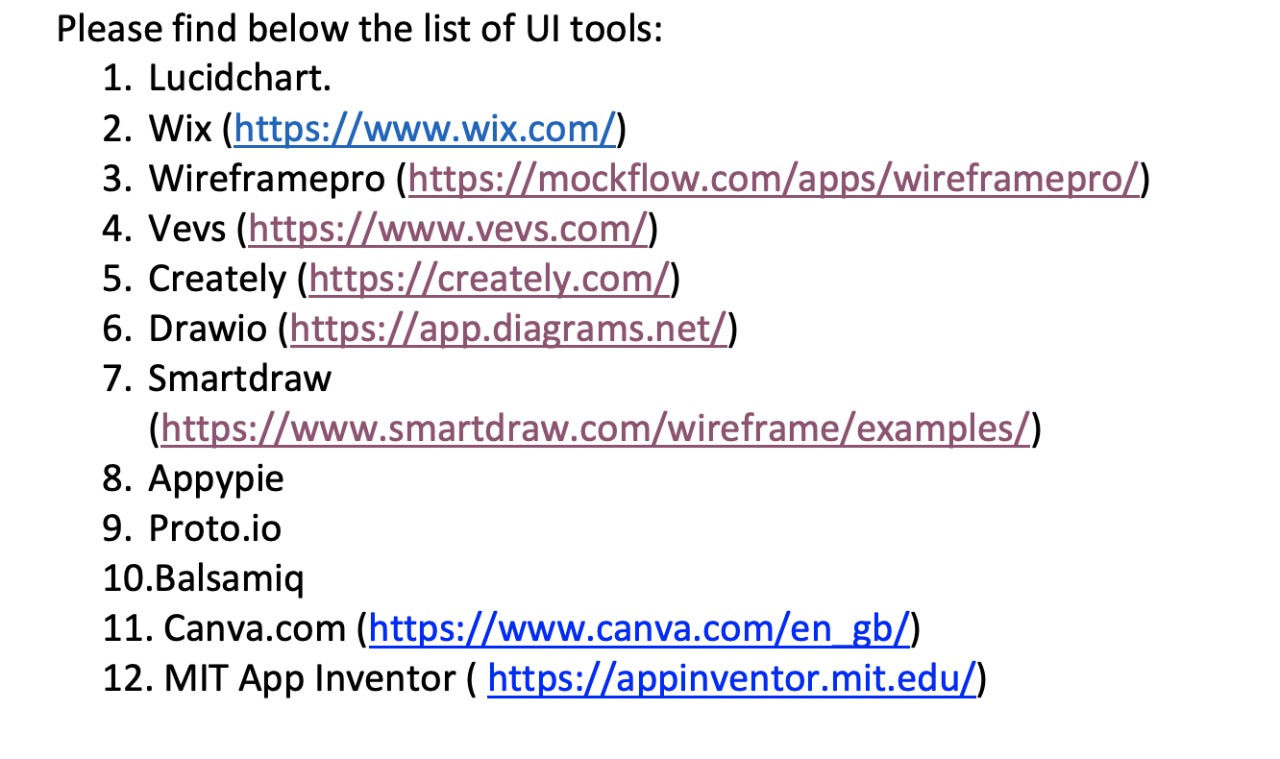 Please find below the list of UI tools:
1. Lucidchart.
2. Wix (https://www.wix.com/)
3. Wireframepro (https://mockflow.com/apps/wireframepro/)
4. Vevs (https://www.vevs.com/)
5. Creately (https://creately.com/)
6. Drawio (https://app.diagrams.net/)
7. Smartdraw
(https://www.smartdraw.com/wireframe/examples/)
8. Appypie
9. Proto.io
10.Balsamiq
11. Canva.com (https://www.canva.com/en_gb/)
12. MIT App Inventor ( https://appinventor.mit.edu/)